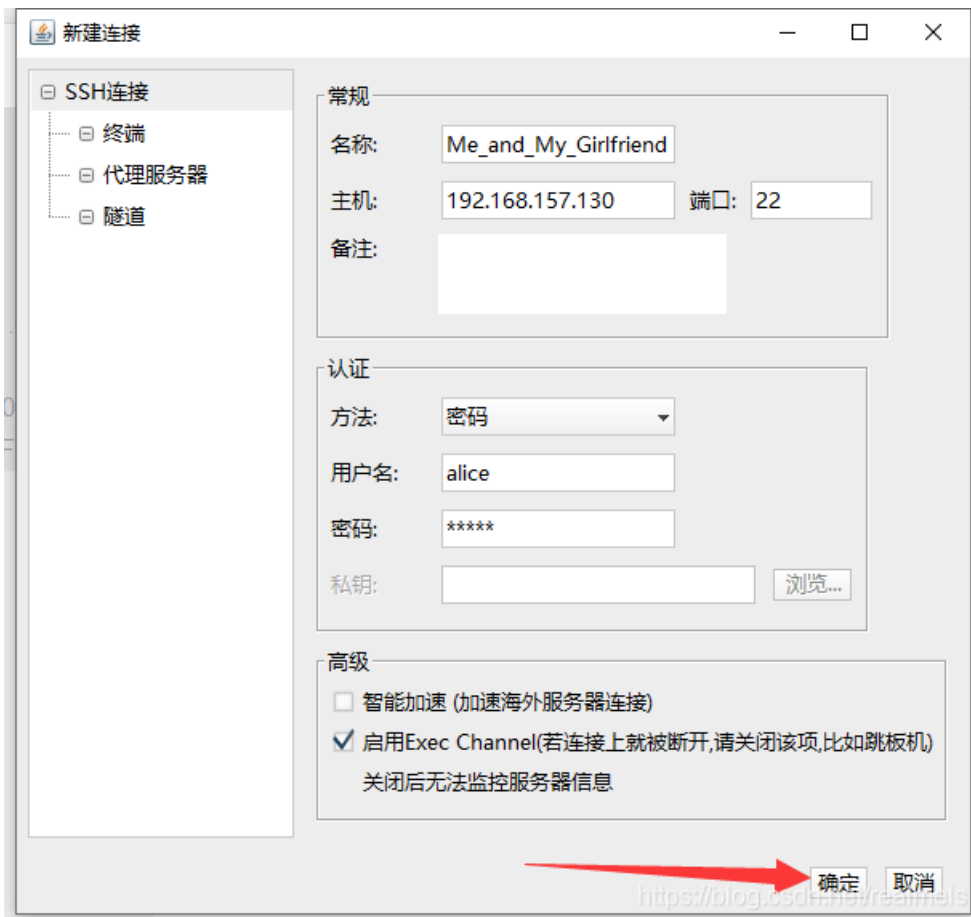 新建连接
SSH连接
终端
代理服务器
隧道
常规
名称: Me_and_My_Girlfriend
主机: 192.168.157.130 端口: 22
备注:
认证
方法: 密码
用户名: alice
密码: *****
私钥: 浏览...
高级
智能加速 (加速海外服务器连接)
启用Exec Channel(若连接上就被断开,请关闭该项,比如跳板机)
关闭后无法监控服务器信息
确定 取消